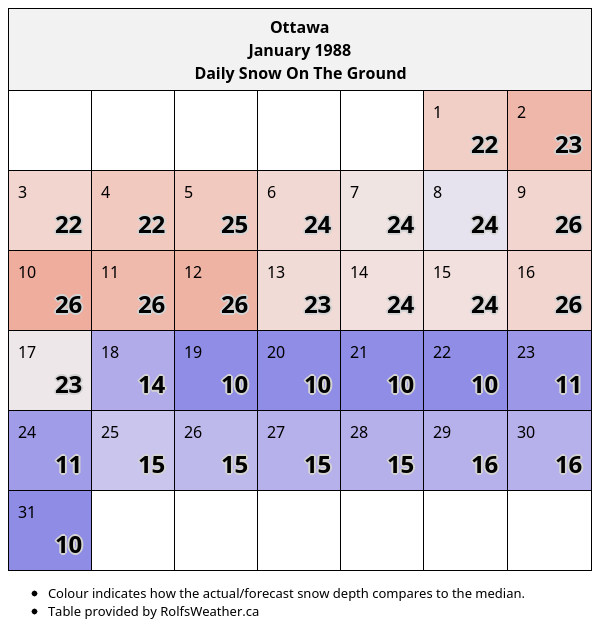 Ottawa
January 1988
Daily Snow On The Ground
1 2
22 23
3 4 5 6 7 8 9
22 22 25 24 24 24 26
10 11 12 13 14 15 16
26 26 26 23 24 24 26
17 18 19 20 21 22 23
23 14 10 10 10 10 11
24 25 26 27 28 29 30
11 15 15 15 15 16 16
31
10
• Colour indicates how the actual/forecast snow depth compares to the median.
• Table provided by RolfsWeather.ca